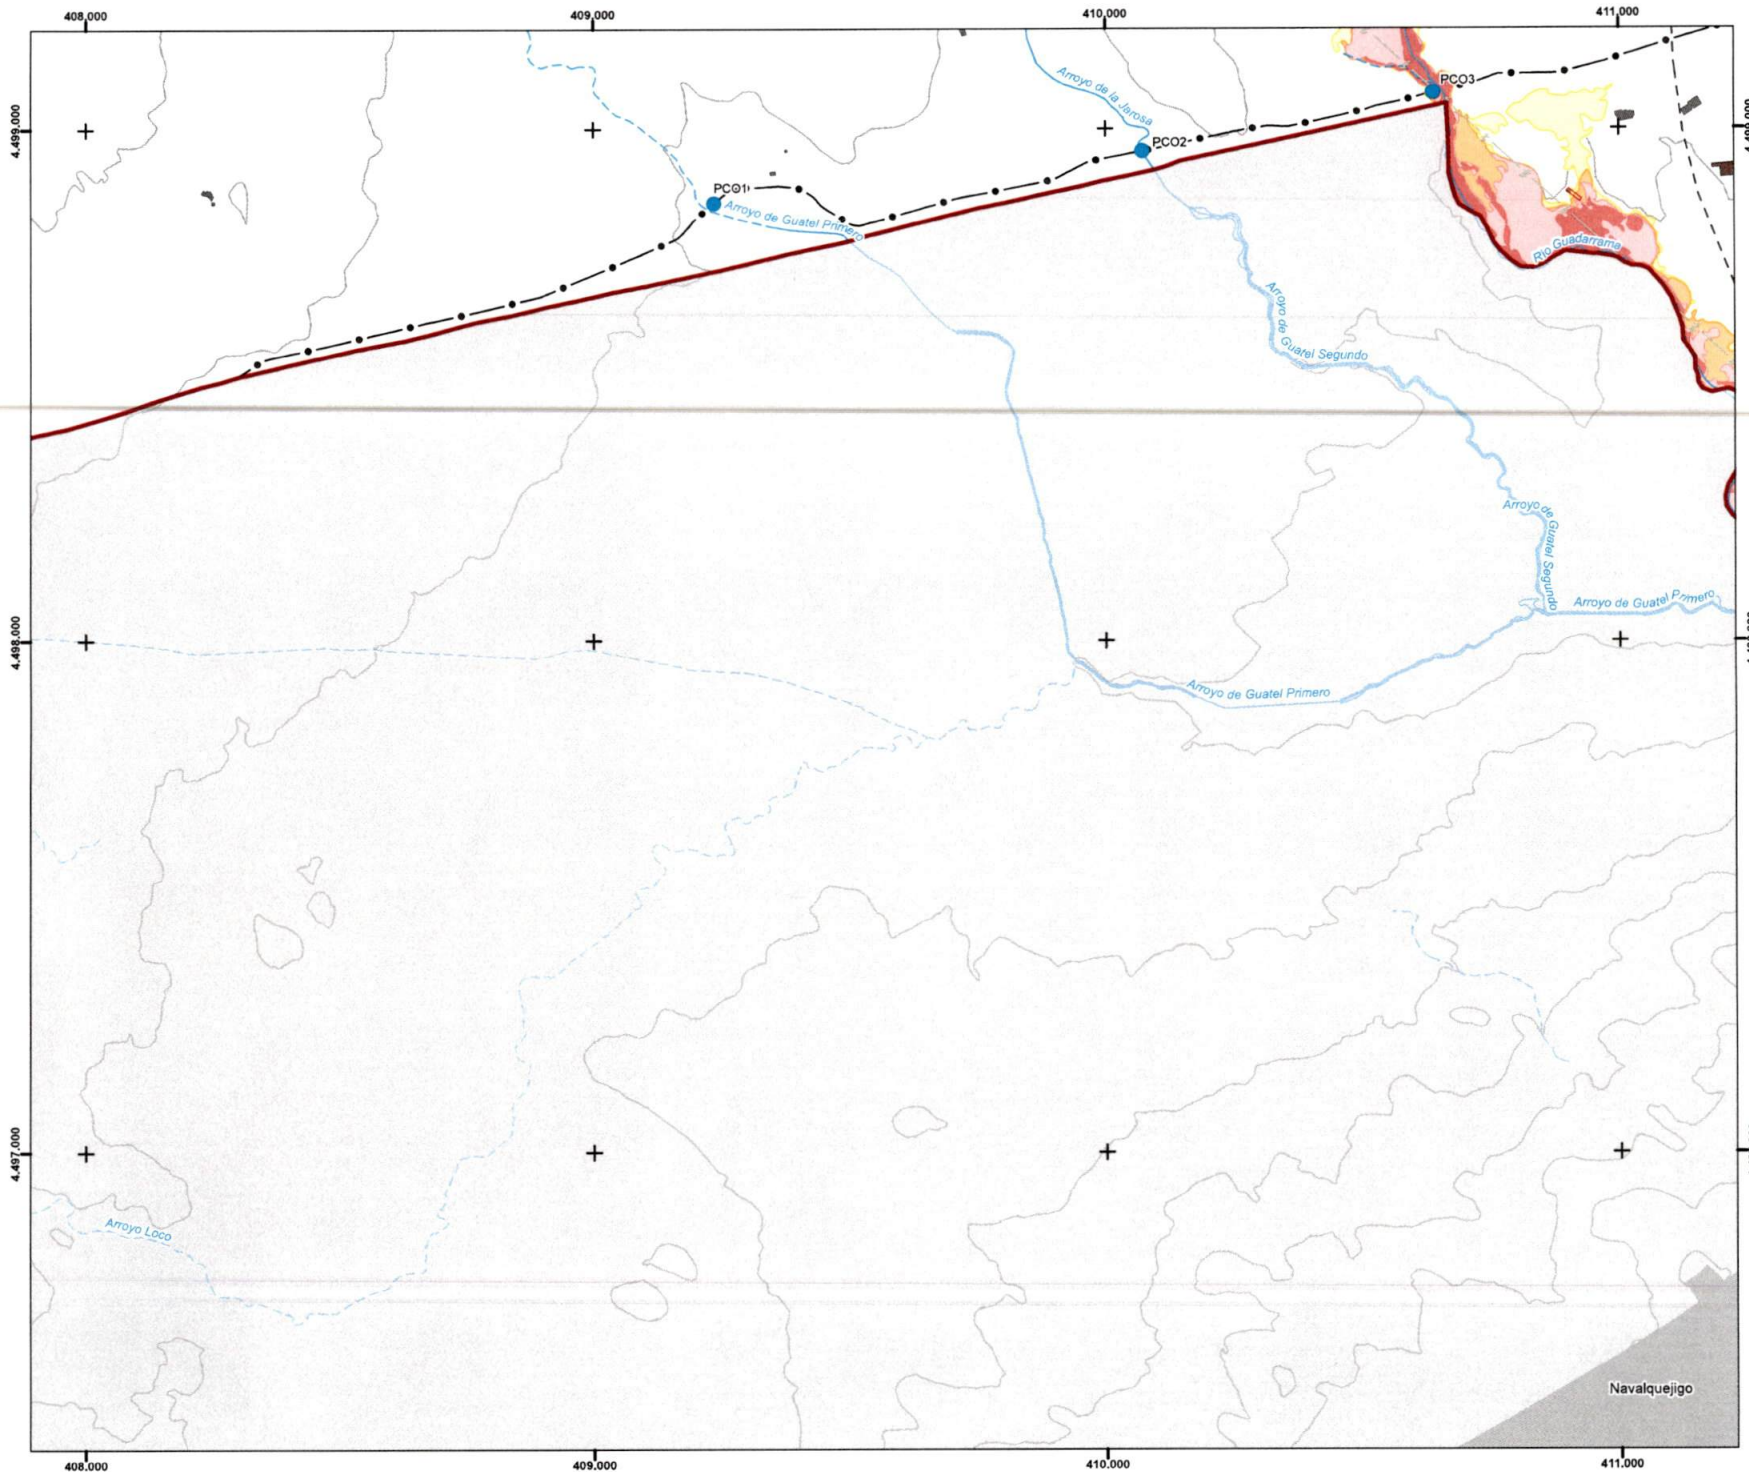 408.000
409.000
410.000
411.000
4.499.000
Arroyo de la Jarosa
PCO3
PCO2
PCO1
Arroyo de Guatel Primero
Río Guadarrama
Arroyo de
Guatel Segundo
Arroyo de
Guatel Segundo
Arroyo de Guatel Primero
4.498.000
Arroyo de Guatel Primero
4.497.000
Arroyo Loco
Navalquejigo
408.000
409.000
410.000
411.000